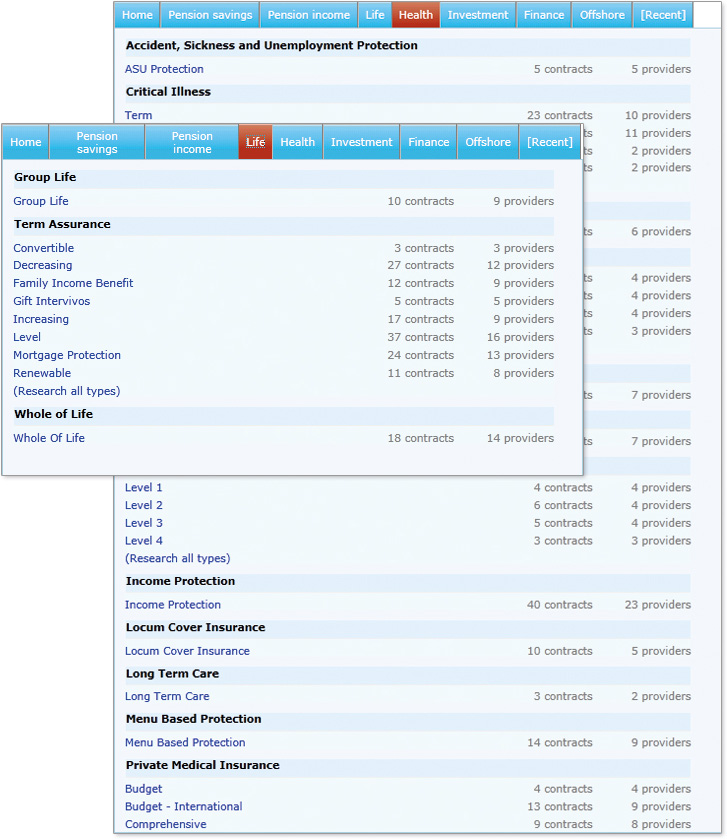 Home Pension savings Pension income Life Health Investment Finance Offshore [Recent]
Accident, Sickness and Unemployment Protection
ASU Protection 5 contracts 5 providers
Critical Illness
Term 23 contracts 10 providers
11 providers
2 providers
2 providers
6 providers
4 providers
4 providers
4 providers
3 providers
7 providers
7 providers
Home Pension savings Pension income Life Health Investment Finance Offshore [Recent]
Group Life
Group Life 10 contracts 9 providers
Term Assurance
Convertible 3 contracts 3 providers
Decreasing 27 contracts 12 providers
Family Income Benefit 12 contracts 9 providers
Gift Intervivos 5 contracts 5 providers
Increasing 17 contracts 9 providers
Level 37 contracts 16 providers
Mortgage Protection 24 contracts 13 providers
Renewable 11 contracts 8 providers
(Research all types)
Whole of Life
Whole Of Life 18 contracts 14 providers
Level 1 4 contracts 4 providers
Level 2 6 contracts 4 providers
Level 3 5 contracts 4 providers
Level 4 3 contracts 3 providers
(Research all types)
Income Protection
Income Protection 40 contracts 23 providers
Locum Cover Insurance
Locum Cover Insurance 10 contracts 5 providers
Long Term Care
Long Term Care 3 contracts 2 providers
Menu Based Protection
Menu Based Protection 14 contracts 9 providers
Private Medical Insurance
Budget 4 contracts 4 providers
Budget - International 13 contracts 9 providers
Comprehensive 9 contracts 8 providers